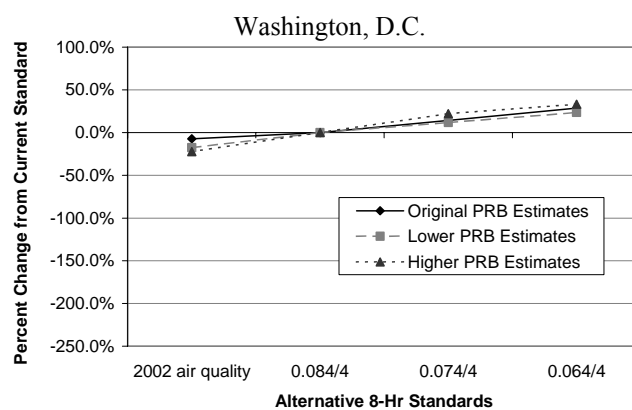 Washington, D.C.
Percent Change from Current Standard
100.0%
50.0%
0.0%
-50.0%
-100.0%
-150.0%
-200.0%
-250.0%
Original PRB Estimates
Lower PRB Estimates
Higher PRB Estimates
2002 air quality 0.084/4 0.074/4 0.064/4
Alternative 8-Hr Standards